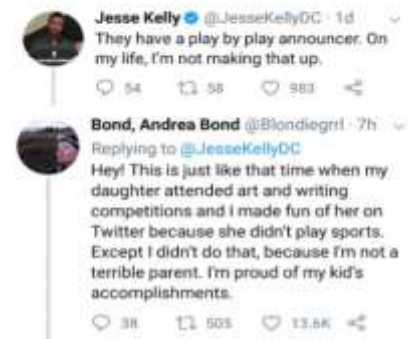 Jesse Kelly @JesseKellyDC · 1d
They have a play by play announcer. On
my life, I'm not making that up.
54 58 983
Bond, Andrea Bond @Blondiegrrl · 7h
Replying to @JesseKellyDC
Hey! This is just like that time when my
daughter attended art and writing
competitions and I made fun of her on
Twitter because she didn't play sports.
Except I didn't do that, because I'm not a
terrible parent. I'm proud of my kid's
accomplishments.
38 505 13.6K